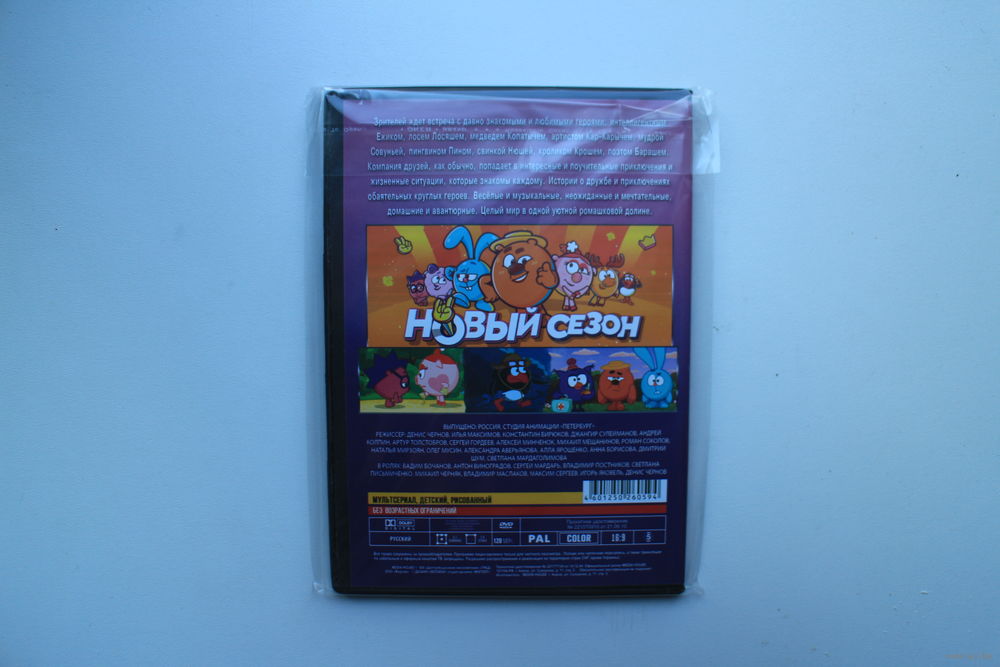 Зрителей ждет встреча с давно знакомыми и любимыми героями: интеллигентным
Ежиком, лосем Лосяшем, медведем Копатычем, артистом Кар-Карычем, мудрой
Совуньей, пингвином Пином, свинкой Нюшей, кроликом Крошем, поэтом Барашем.
Компания друзей, как обычно, попадает в интересные и поучительные приключения и
жизненные ситуации, которые знакомы каждому. Истории о дружбе и приключениях
обаятельных круглых героев. Весёлые и музыкальные, неожиданные и мечтательные,
домашние и авантюрные. Целый мир в одной уютной ромашковой долине.
НОВЫЙ СЕЗОН
ВЫПУЩЕНО: РОССИЯ, СТУДИЯ АНИМАЦИИ «ПЕТЕРБУРГ»
РЕЖИССЕР: ДЕНИС ЧЕРНОВ, ИЛЬЯ МАКСИМОВ, КОНСТАНТИН БИРЮКОВ, ДЖАНГИР СУЛЕЙМАНОВ, АНДРЕЙ
КОЛПИН, АРТУР ТОЛСТОБРОВ, СЕРГЕЙ ГОРДЕЕВ, АЛЕКСЕЙ МИНЧЕНОК, МИХАИЛ МЕЩАНИНОВ, РОМАН СОКОЛОВ,
НАТАЛЬЯ МИРЗОЯН, ОЛЕГ МУСИН, АЛЕКСАНДРА АВЕРЬЯНОВА, АЛЛА ЯРОШЕНКО, АННА БОРИСОВА, ДМИТРИЙ
ШУМ, СВЕТЛАНА МАРДАГОЛИМОВА
В РОЛЯХ: ВАДИМ БОЧАНОВ, АНТОН ВИНОГРАДОВ, СЕРГЕЙ МАРДАРЬ, ВЛАДИМИР ПОСТНИКОВ, СВЕТЛАНА
ПИСЬМИЧЕНКО, МИХАИЛ ЧЕРНЯК, ВЛАДИМИР МАСЛАКОВ, МАКСИМ СЕРГЕЕВ, ИГОРЬ ЯКОВЕЛЬ, ДЕНИС ЧЕРНОВ
4601250260594
МУЛЬТСЕРИАЛ, ДЕТСКИЙ, РИСОВАННЫЙ
БЕЗ ВОЗРАСТНЫХ ОГРАНИЧЕНИЙ
DOLBY
DIGITAL
DVD
Прокатное удостоверение:
РУССКИЙ
PAL
COLOR
16:9
5